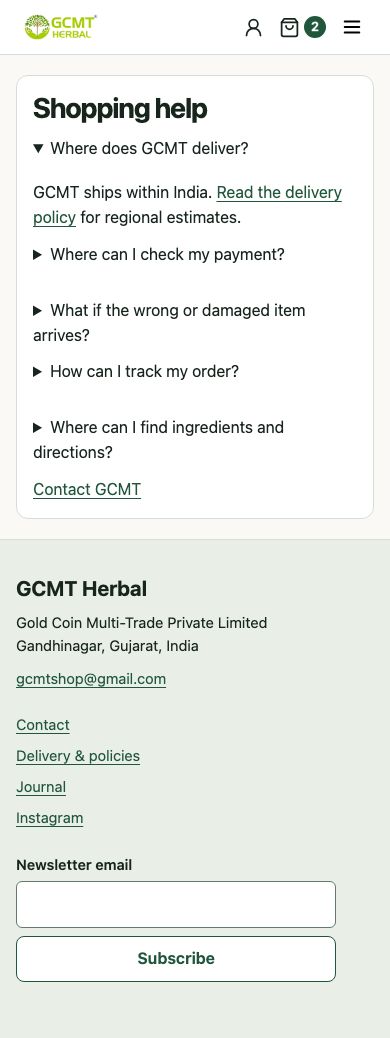 GCMT
HERBAL
2
Shopping help
Where does GCMT deliver?
GCMT ships within India. Read the delivery
policy for regional estimates.
Where can I check my payment?
What if the wrong or damaged item
arrives?
How can I track my order?
Where can I find ingredients and
directions?
Contact GCMT
GCMT Herbal
Gold Coin Multi-Trade Private Limited
Gandhinagar, Gujarat, India
gcmtshop@gmail.com
Contact
Delivery & policies
Journal
Instagram
Newsletter email
Subscribe